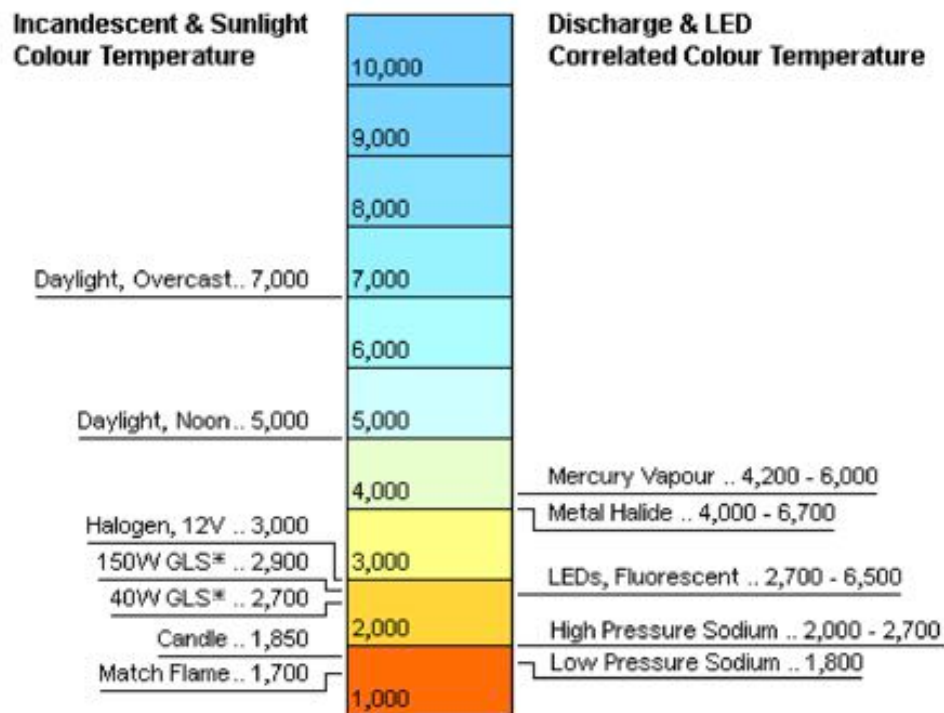 Incandescent & Sunlight
Colour Temperature
Discharge & LED
Correlated Colour Temperature
10,000
9,000
8,000
Daylight, Overcast.. 7,000
7,000
6,000
Daylight, Noon.. 5,000
5,000
Mercury Vapour .. 4,200 - 6,000
4,000
Metal Halide .. 4,000 - 6,700
Halogen, 12V .. 3,000
150W GLS* .. 2,900
3,000
LEDs, Fluorescent .. 2,700 - 6,500
40W GLS* .. 2,700
2,000
High Pressure Sodium .. 2,000 - 2,700
Candle .. 1,850
Low Pressure Sodium .. 1,800
Match Flame.. 1,700
1,000